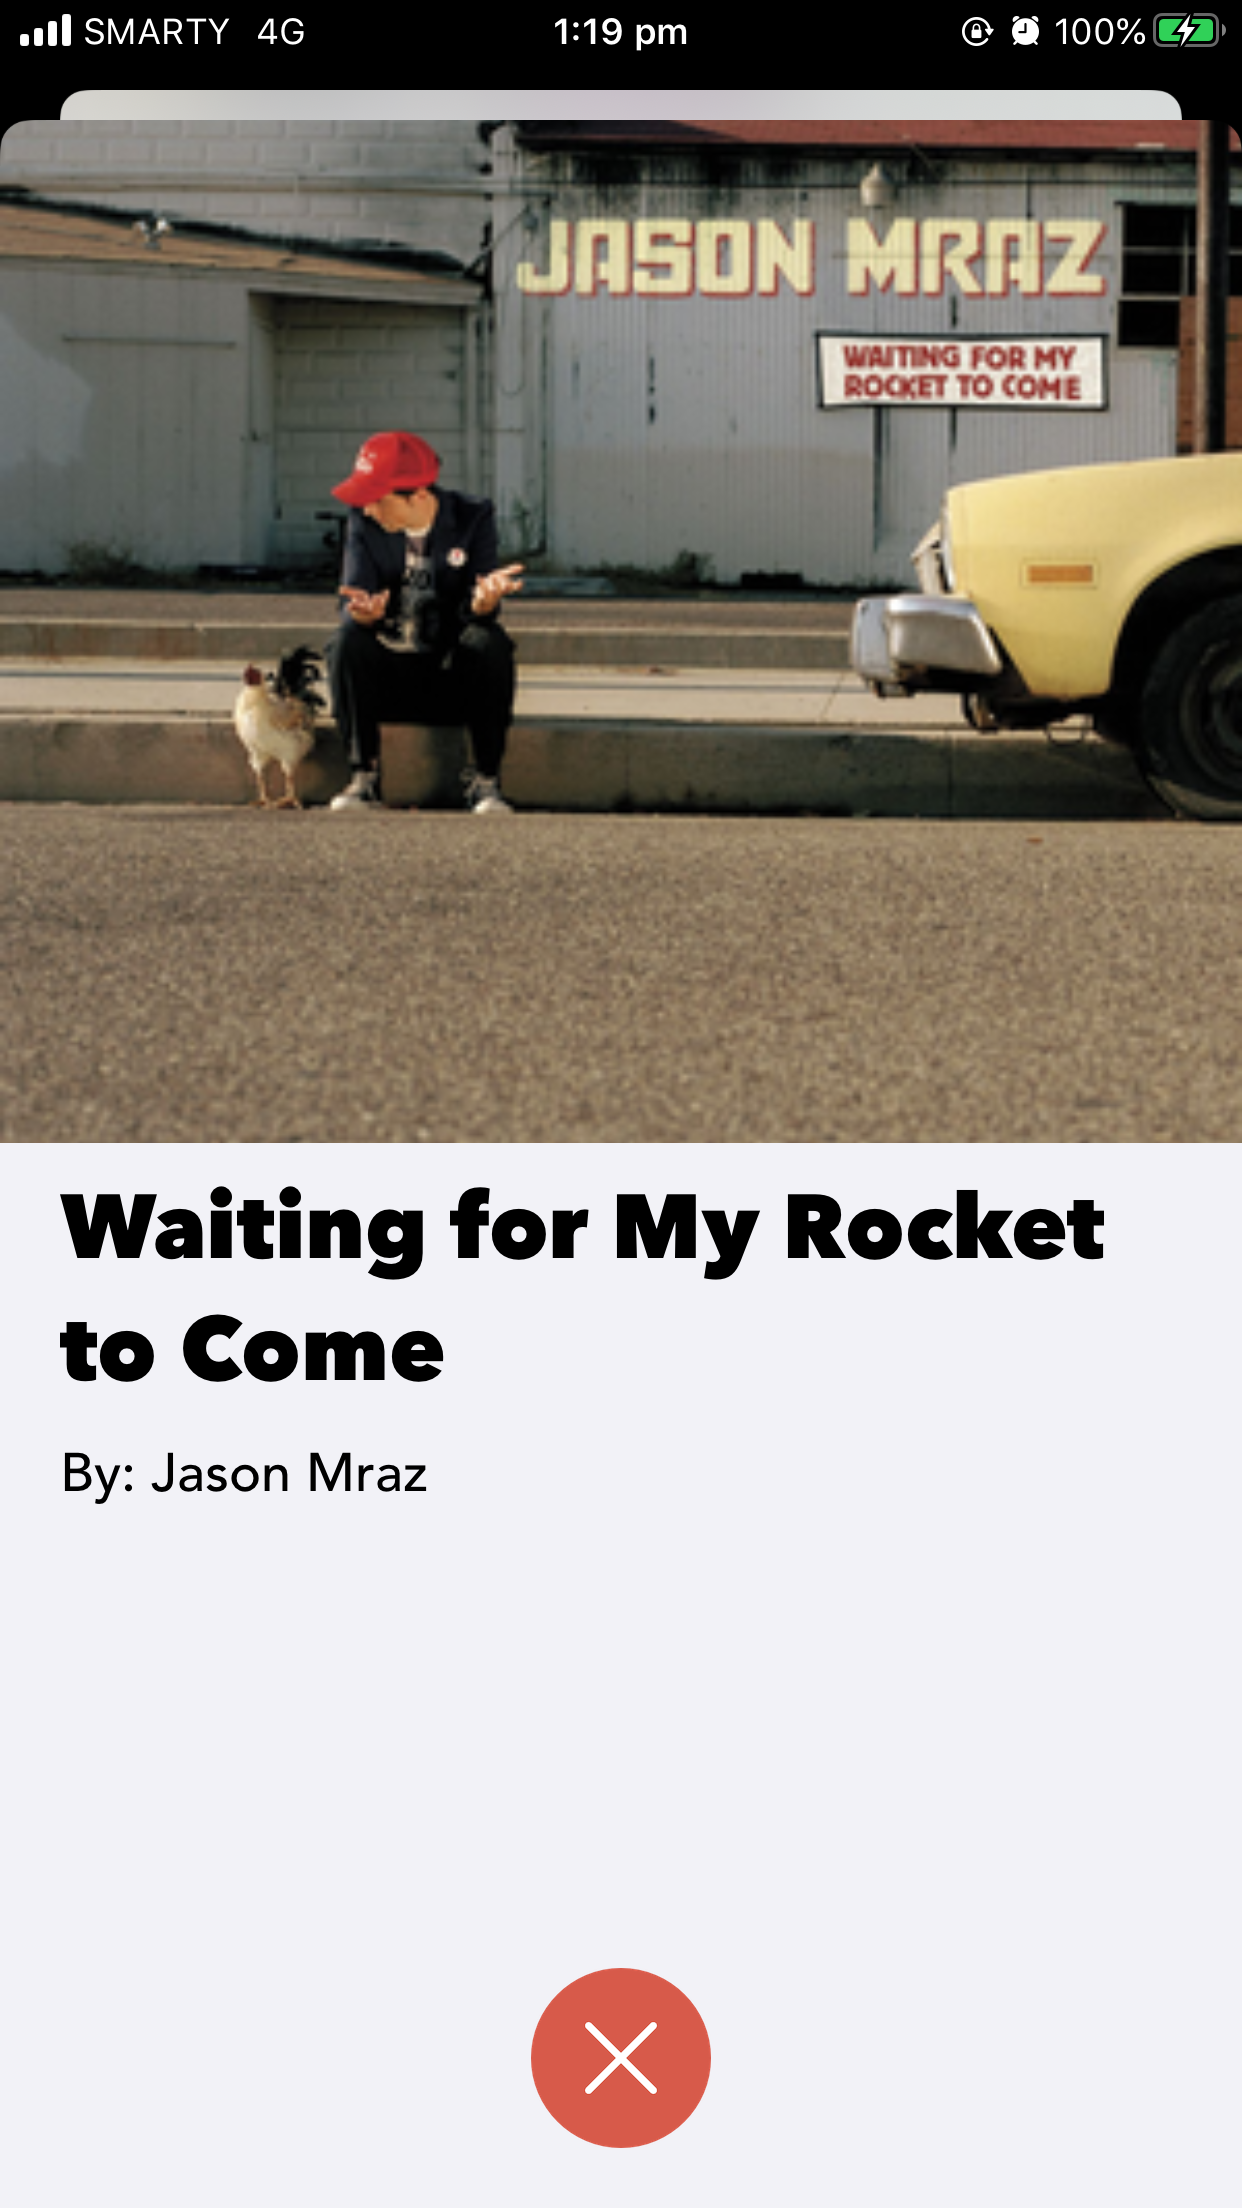 SMARTY 4G 1:19 pm 100%
JASON MRAZ
WAITING FOR MY
ROCKET TO COME
Waiting for My Rocket
to Come
By: Jason Mraz